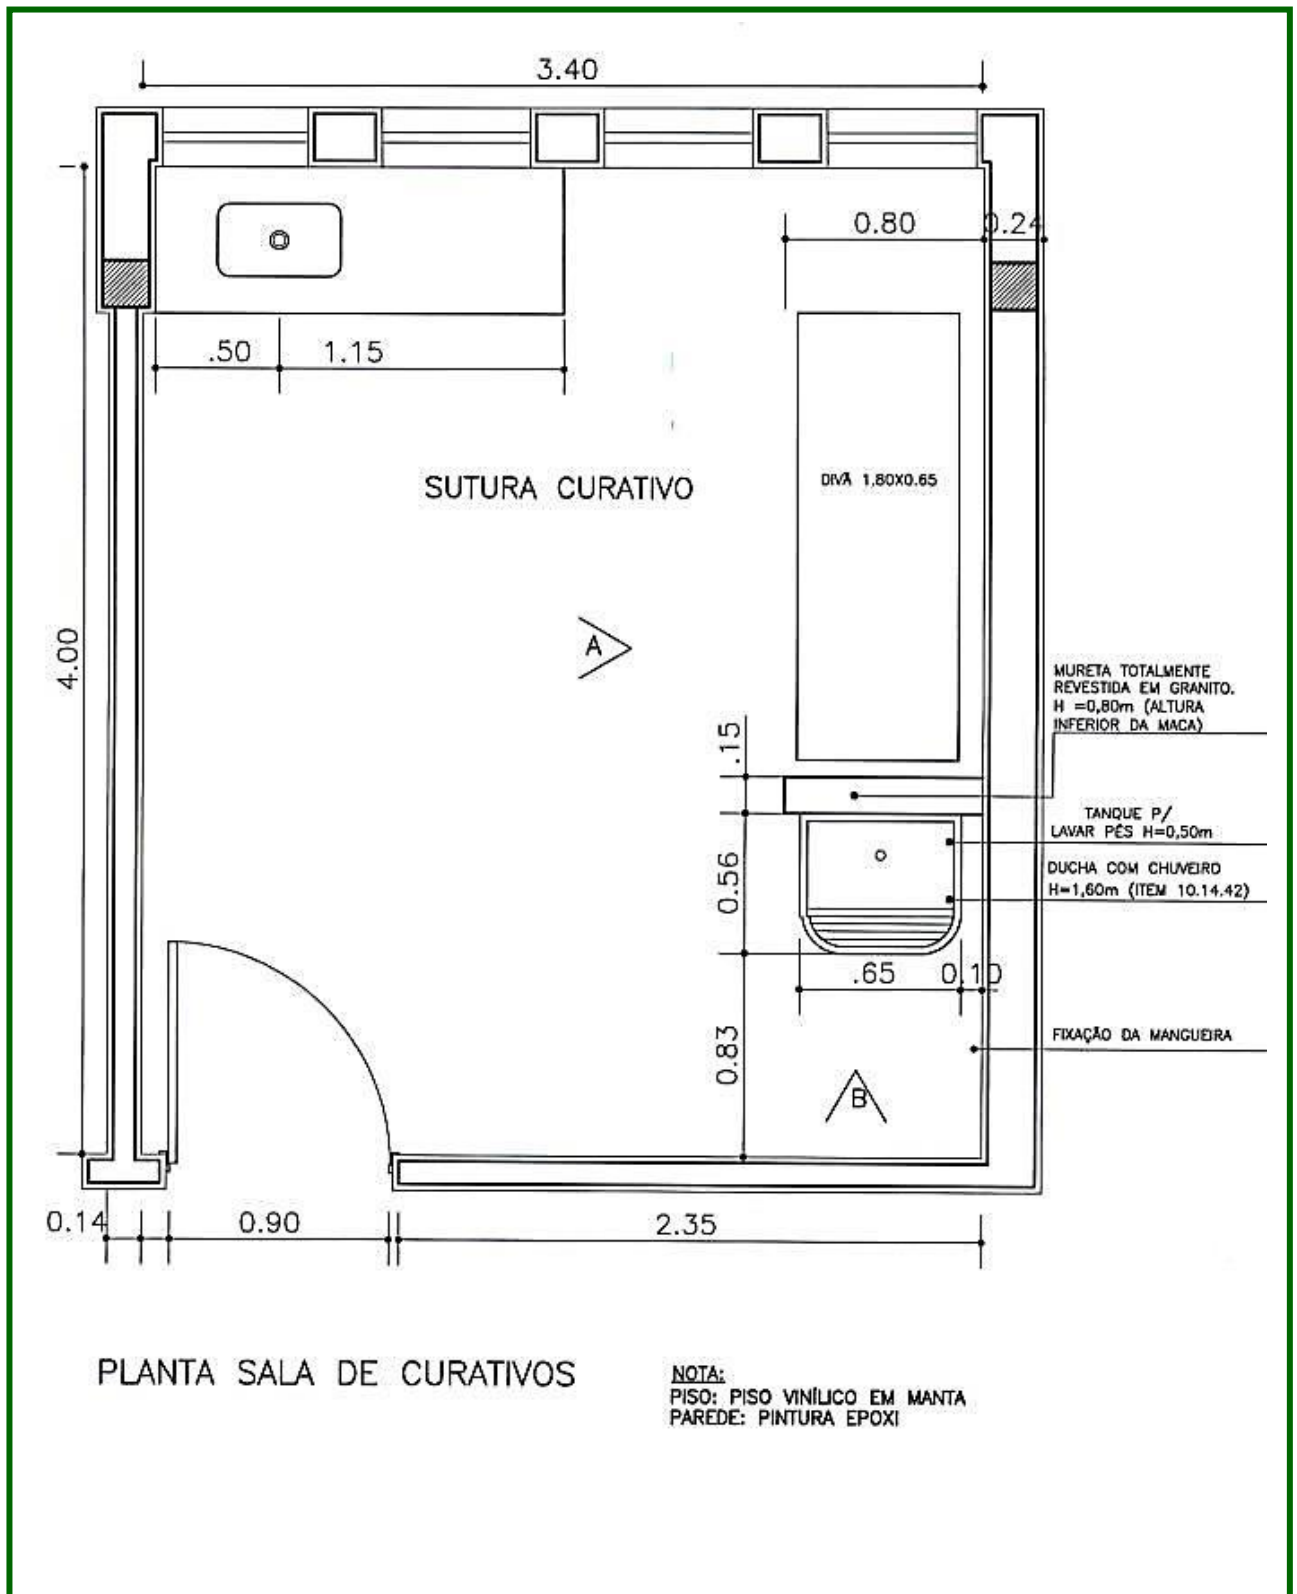 3.40
0.80
0.24
.50
1.15
SUTURA CURATIVO
DIVÃ 1,80X0.65
A
4.00
MURETA TOTALMENTE
REVESTIDA EM GRANITO.
H =0,80m (ALTURA
INFERIOR DA MACA)
.15
TANQUE P/
LAVAR PÉS H=0,50m
0.56
DUCHA COM CHUVEIRO
H=1,60m (ITEM 10.14.42)
.65
0.10
FIXAÇÃO DA MANGUEIRA
0.83
B
0.14
0.90
2.35
PLANTA SALA DE CURATIVOS
NOTA:
PISO: PISO VINÍLICO EM MANTA
PAREDE: PINTURA EPOXI